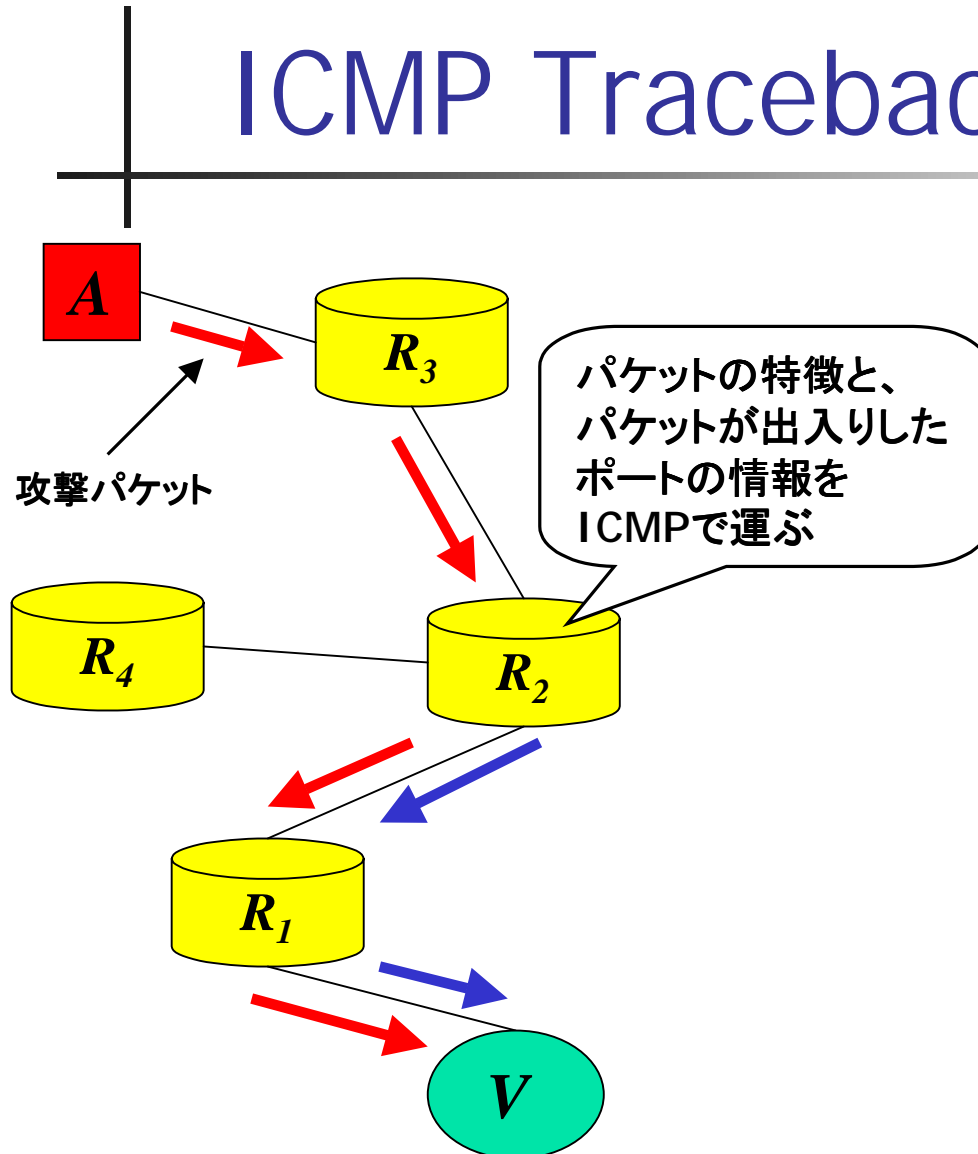 ICMP Tracebac
A
R3
パケットの特徴と、
パケットが出入りした
ポートの情報を
ICMPで運ぶ
攻撃パケット
R4
R2
R1
V